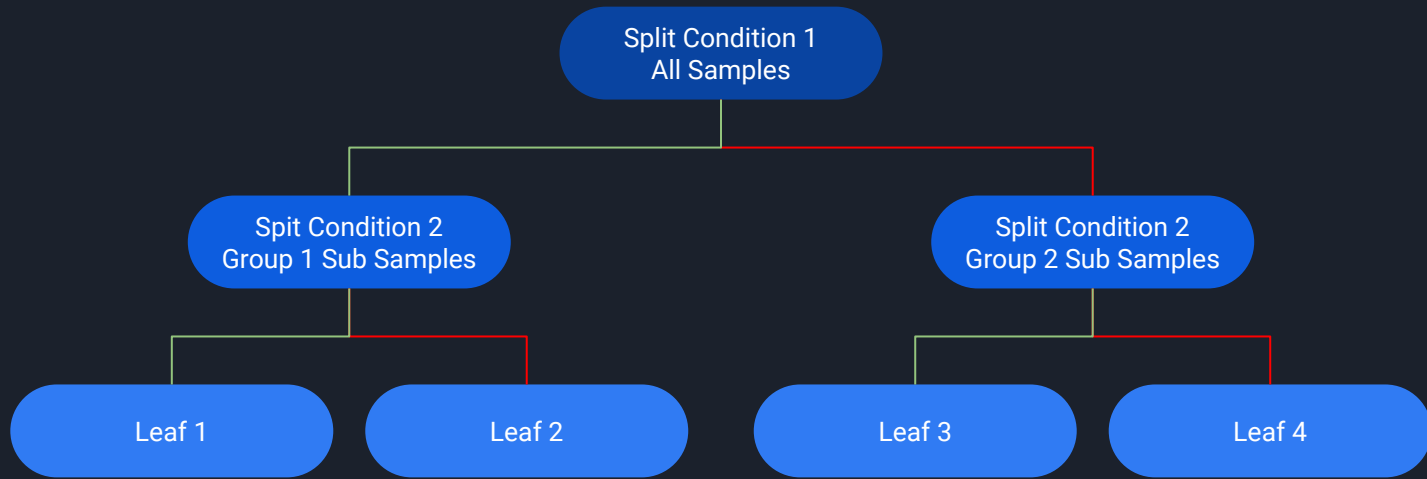 Split Condition 1
All Samples
Spit Condition 2
Group 1 Sub Samples
Split Condition 2
Group 2 Sub Samples
Leaf 1
Leaf 2
Leaf 3
Leaf 4